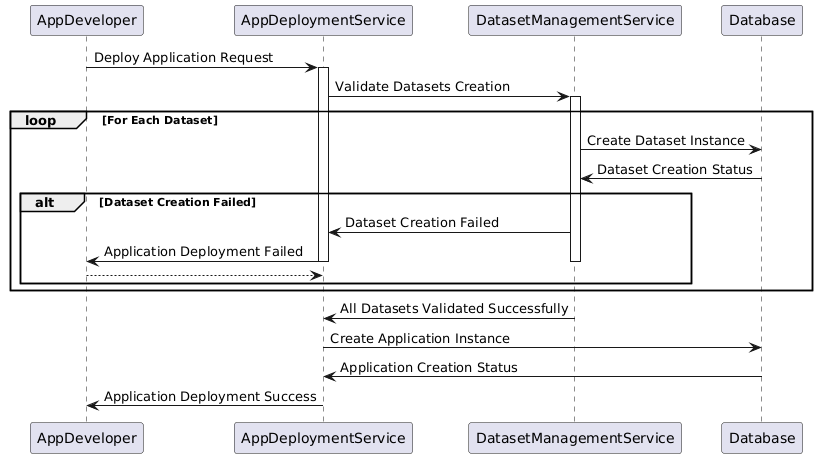 AppDeveloper AppDeploymentService DatasetManagementService Database
Deploy Application Request
Validate Datasets Creation
loop [For Each Dataset]
Create Dataset Instance
Dataset Creation Status
alt [Dataset Creation Failed]
Dataset Creation Failed
Application Deployment Failed
All Datasets Validated Successfully
Create Application Instance
Application Creation Status
Application Deployment Success
AppDeveloper AppDeploymentService DatasetManagementService Database